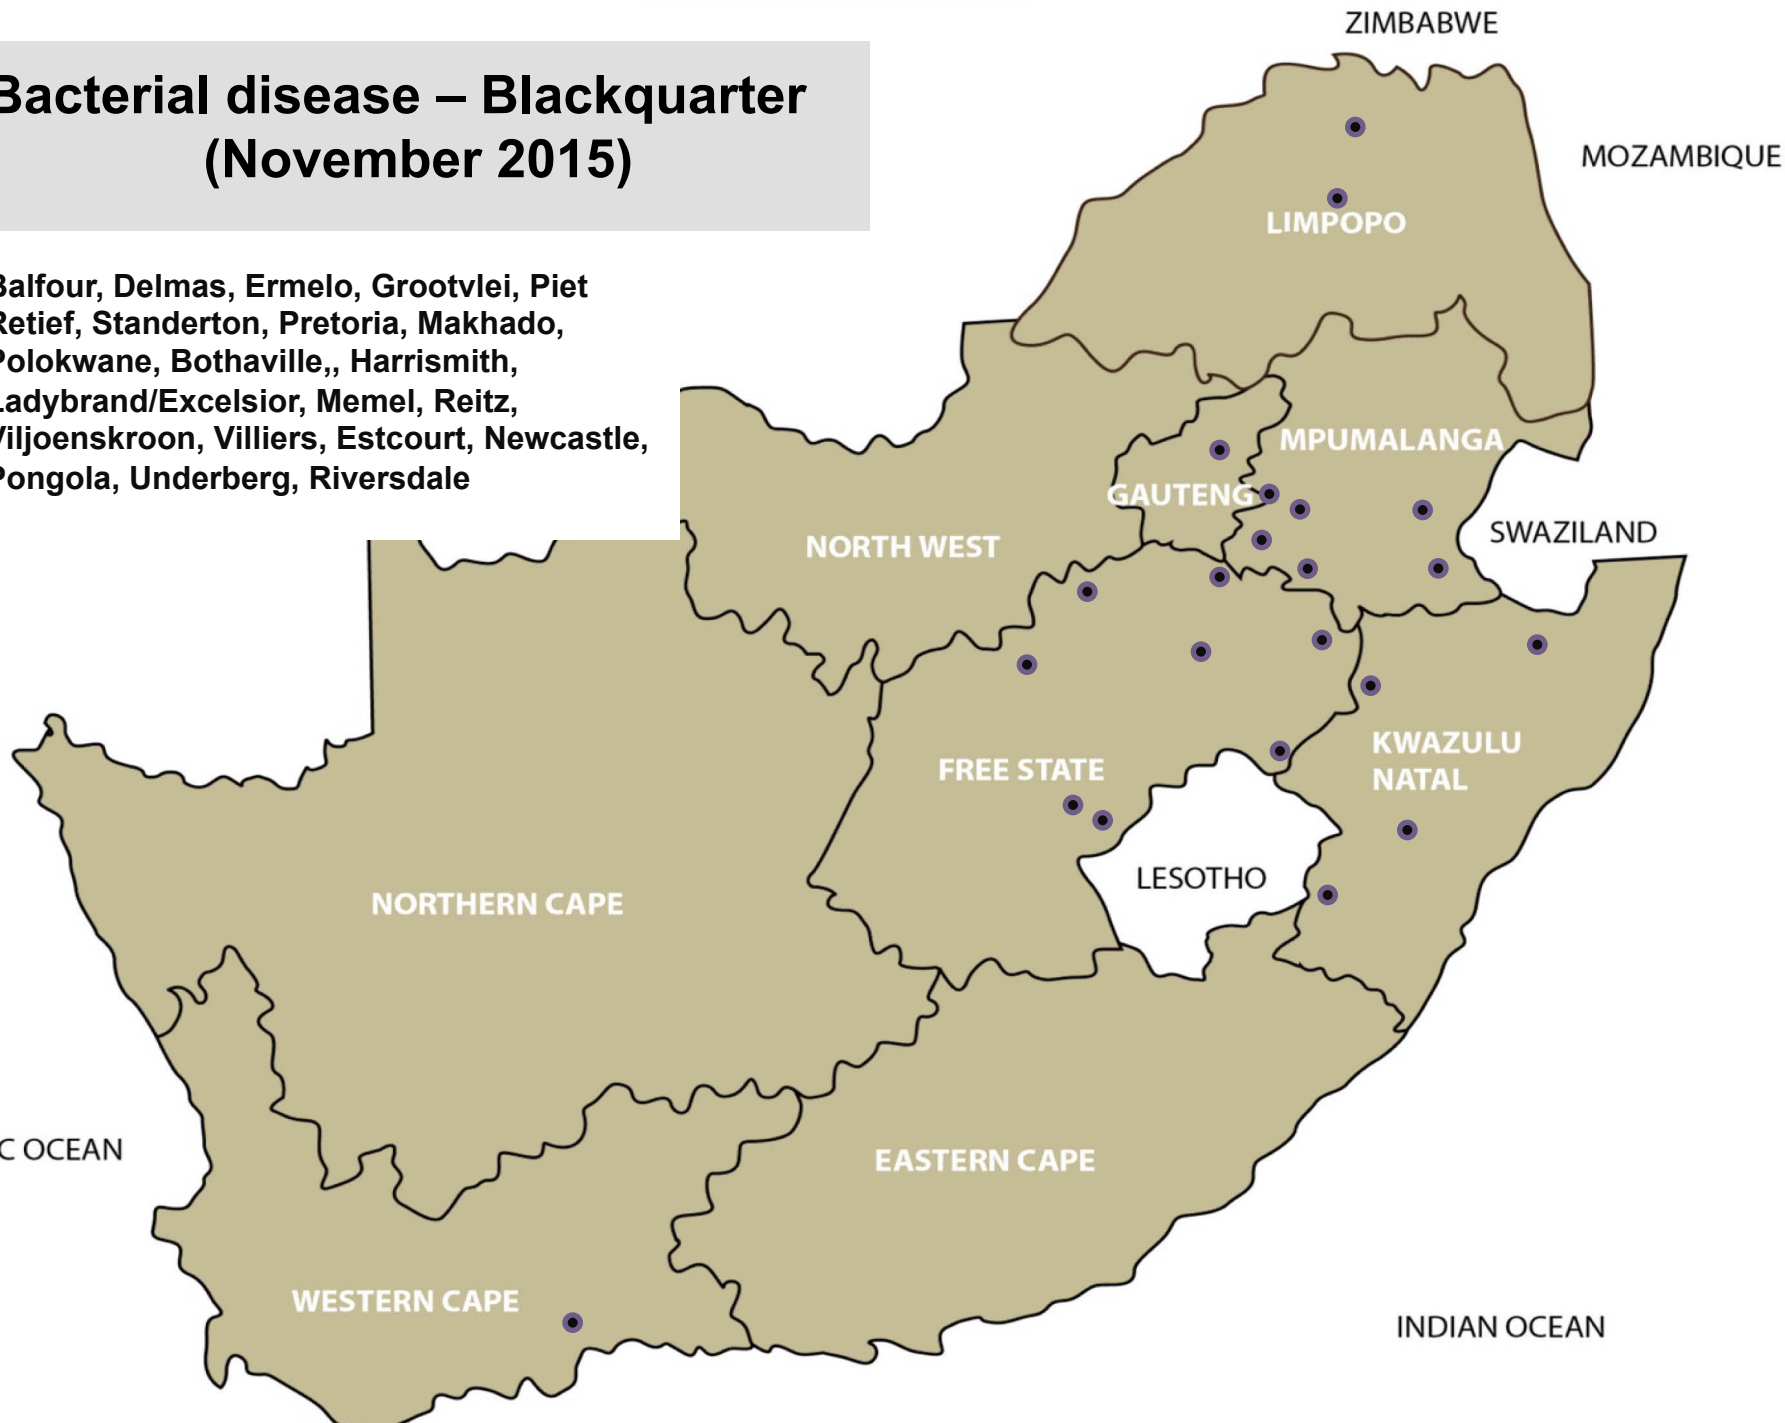 ZIMBABWE
Bacterial disease – Blackquarter
(November 2015)
MOZAMBIQUE
LIMPOPO
Balfour, Delmas, Ermelo, Grootvlei, Piet
Retief, Standerton, Pretoria, Makhado,
Polokwane, Bothaville,, Harrismith,
Ladybrand/Excelsior, Memel, Reitz,
Viljoenskroon, Villiers, Estcourt, Newcastle,
Pongola, Underberg, Riversdale
MPUMALANGA
GAUTENG
SWAZILAND
NORTH WEST
KWAZULU
NATAL
FREE STATE
LESOTHO
NORTHERN CAPE
C OCEAN
EASTERN CAPE
WESTERN CAPE
INDIAN OCEAN